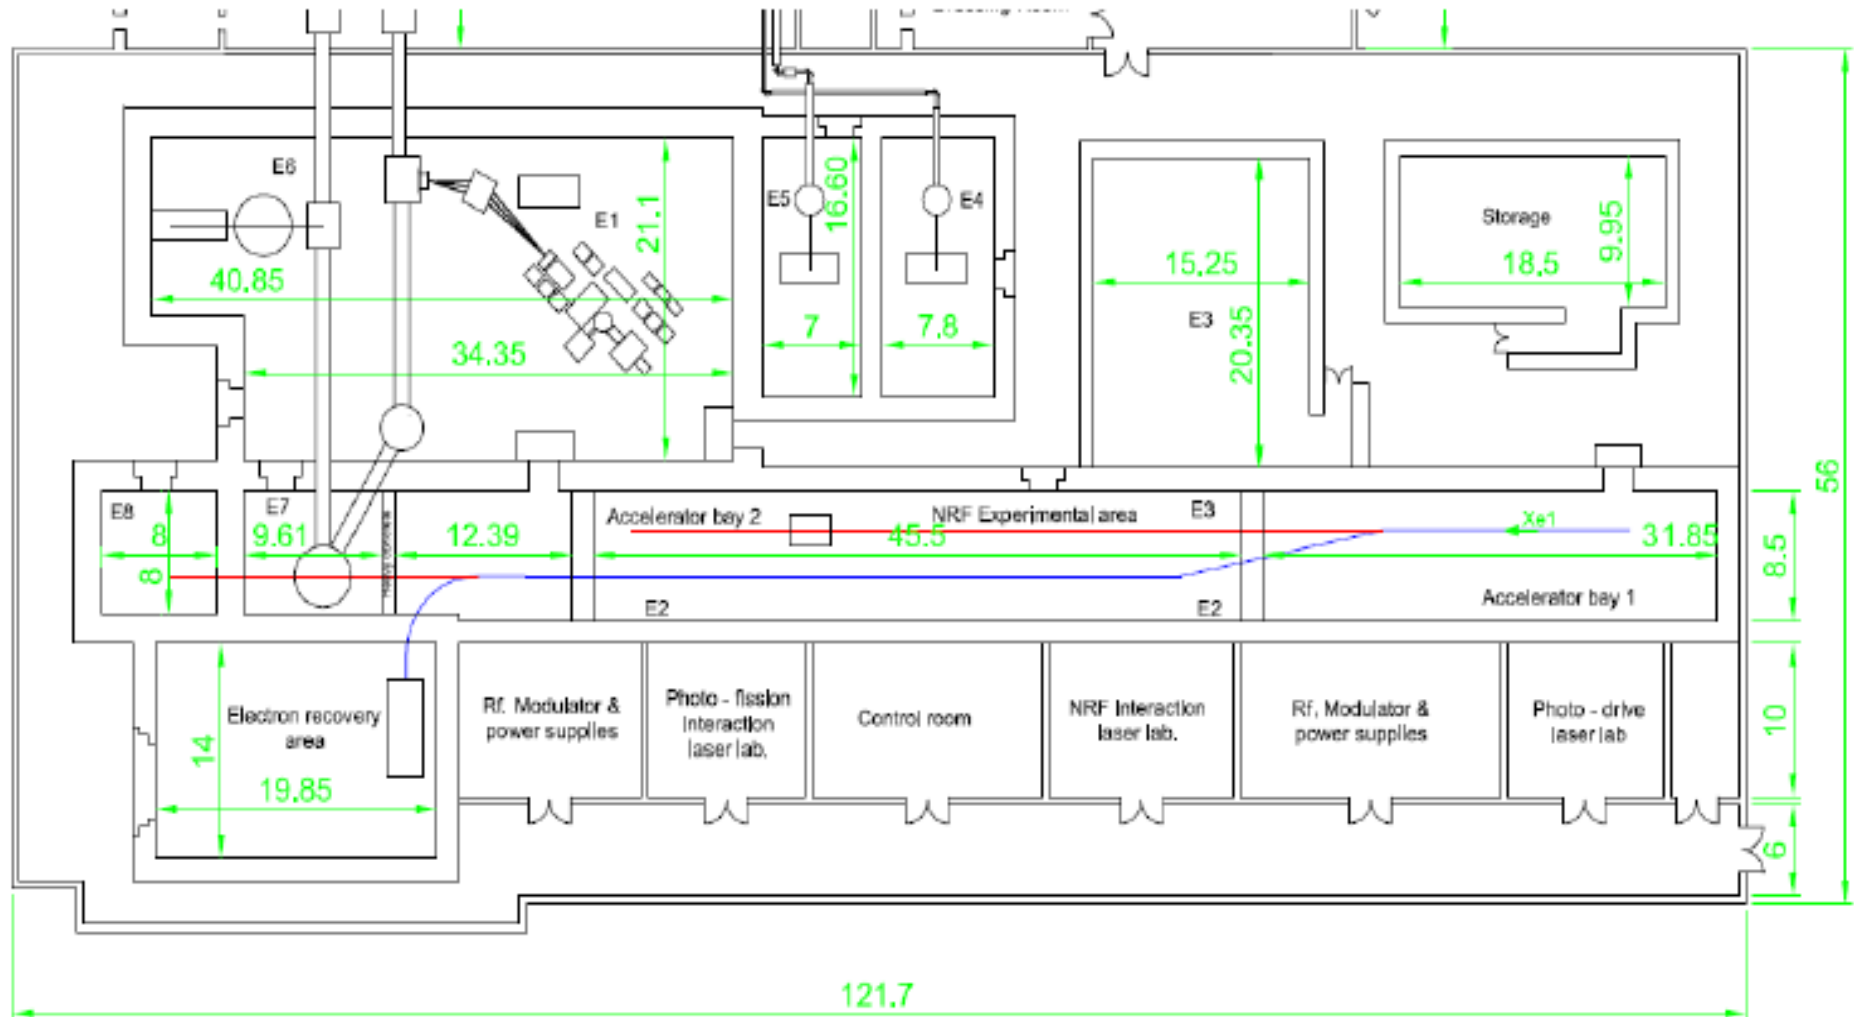 E6
E1
21.1
40.85
34.35
E5
16.60
E4
7
7.8
15.25
E3
20.35
Storage
9.95
18.5
56
E8
8
8
E7
9.61
12.39
Accelerator bay 2
NRF Experimental area
E3
45.5
Xe1
31.85
8.5
E2
E2
Accelerator bay 1
Electron recovery
area
14
19.85
Rf. Modulator &
power supplies
Photo - fission
Interaction
laser lab.
Control room
NRF Interaction
laser lab.
Rf. Modulator &
power supplies
Photo - drive
laser lab
10
6
121.7